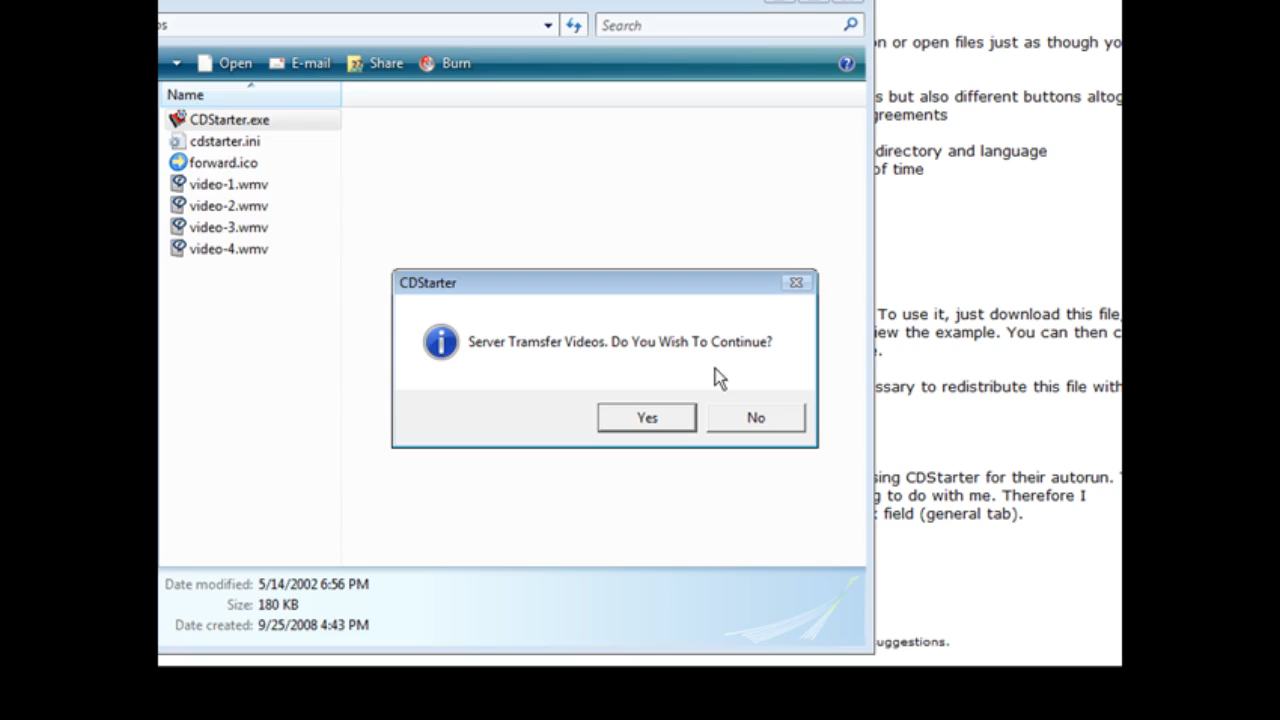 os
Search
Open
E-mail
Share
Burn
Name
CDStarter.exe
cdstarter.ini
forward.ico
video-1.wmv
video-2.wmv
video-3.wmv
video-4.wmv
CDStarter
Server Tramsfer Videos. Do You Wish To Continue?
Yes
No
Date modified: 5/14/2002 6:56 PM
Size: 180 KB
Date created: 9/25/2008 4:43 PM
on or open files just as though yo
s but also different buttons altog
greements
directory and language
of time
To use it, just download this file,
iew the example. You can then c
e.
ssary to redistribute this file with
sing CDStarter for their autorun.
g to do with me. Therefore I
field (general tab).
uggestions.